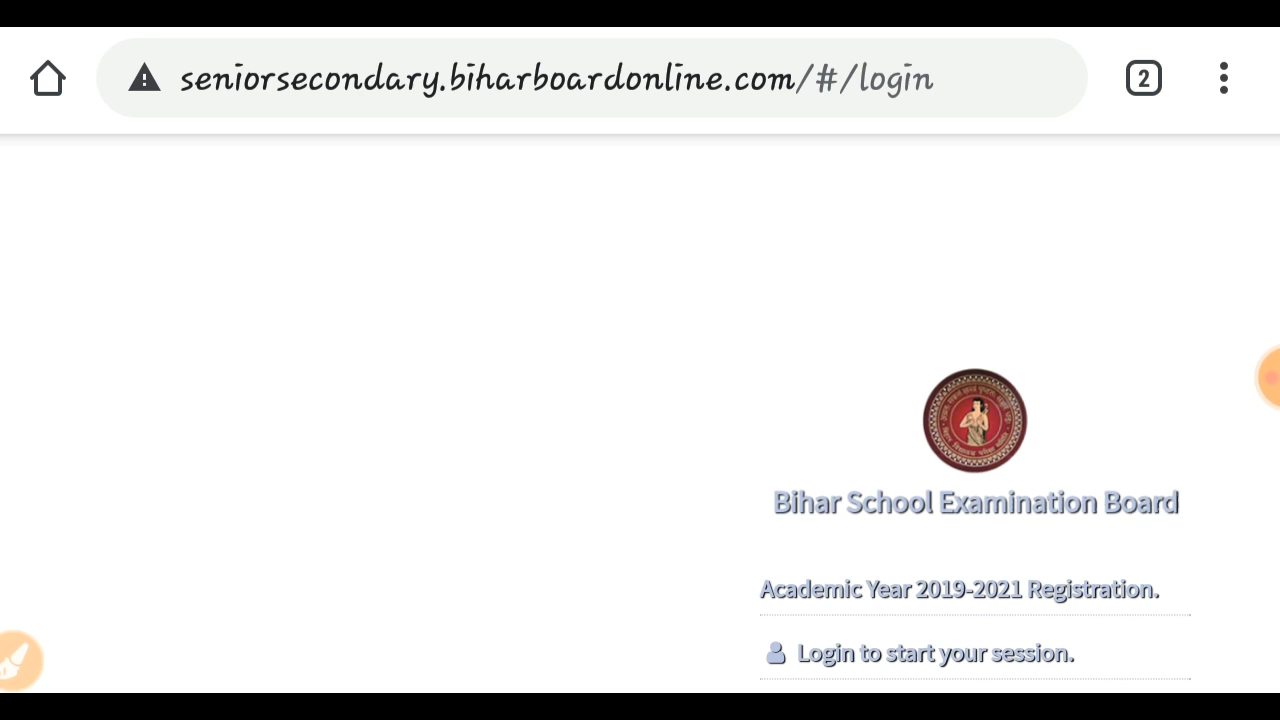 seniorsecondary.biharboardonline.com/#/login
2
Bihar School Examination Board
Academic Year 2019-2021 Registration.
Login to start your session.